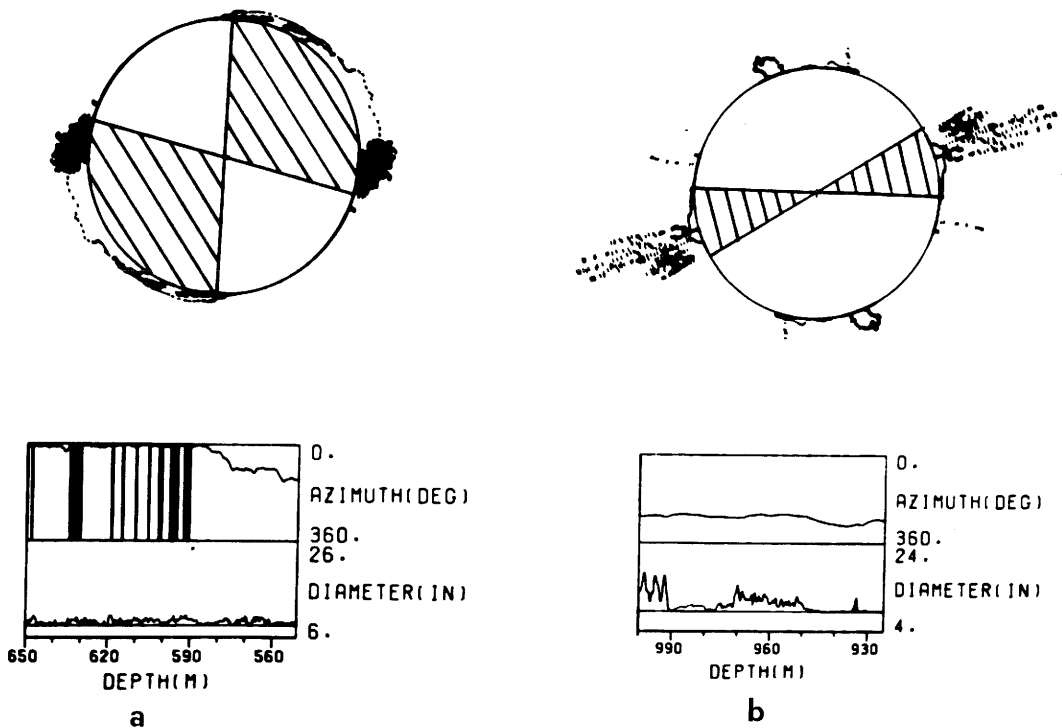 0.
AZIMUTH(DEG)
360.
26.
DIAMETER(IN)
6.
650 620 590 560
DEPTH(M)
a
0.
AZIMUTH(DEG)
360.
24.
DIAMETER(IN)
4.
990 960 930
DEPTH(M)
b